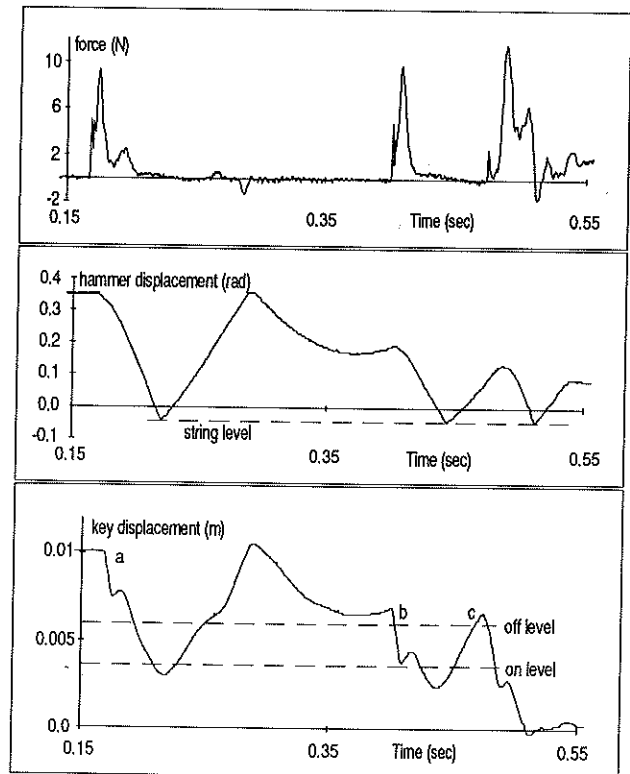 force (N)
10
6
2
-2
0.15
0.35
Time (sec)
0.55
hammer displacement (rad)
0.4
0.3
0.2
0.1
0.0
-0.1
string level
0.15
0.35
Time (sec)
0.55
key displacement (m)
0.01
a
b
c
off level
0.005
on level
0.0
0.15
0.35
Time (sec)
0.55